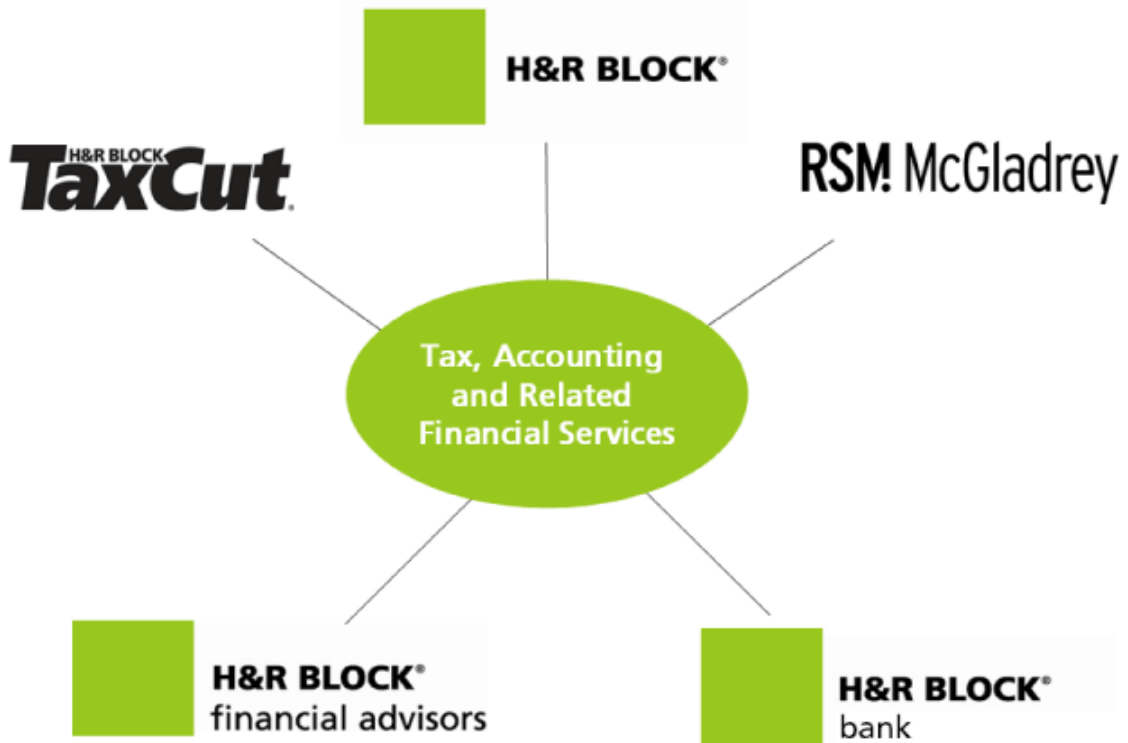 H&R BLOCK®
H&R BLOCK
TaxCut®
RSM! McGladrey
Tax, Accounting
and Related
Financial Services
H&R BLOCK®
financial advisors
H&R BLOCK®
bank